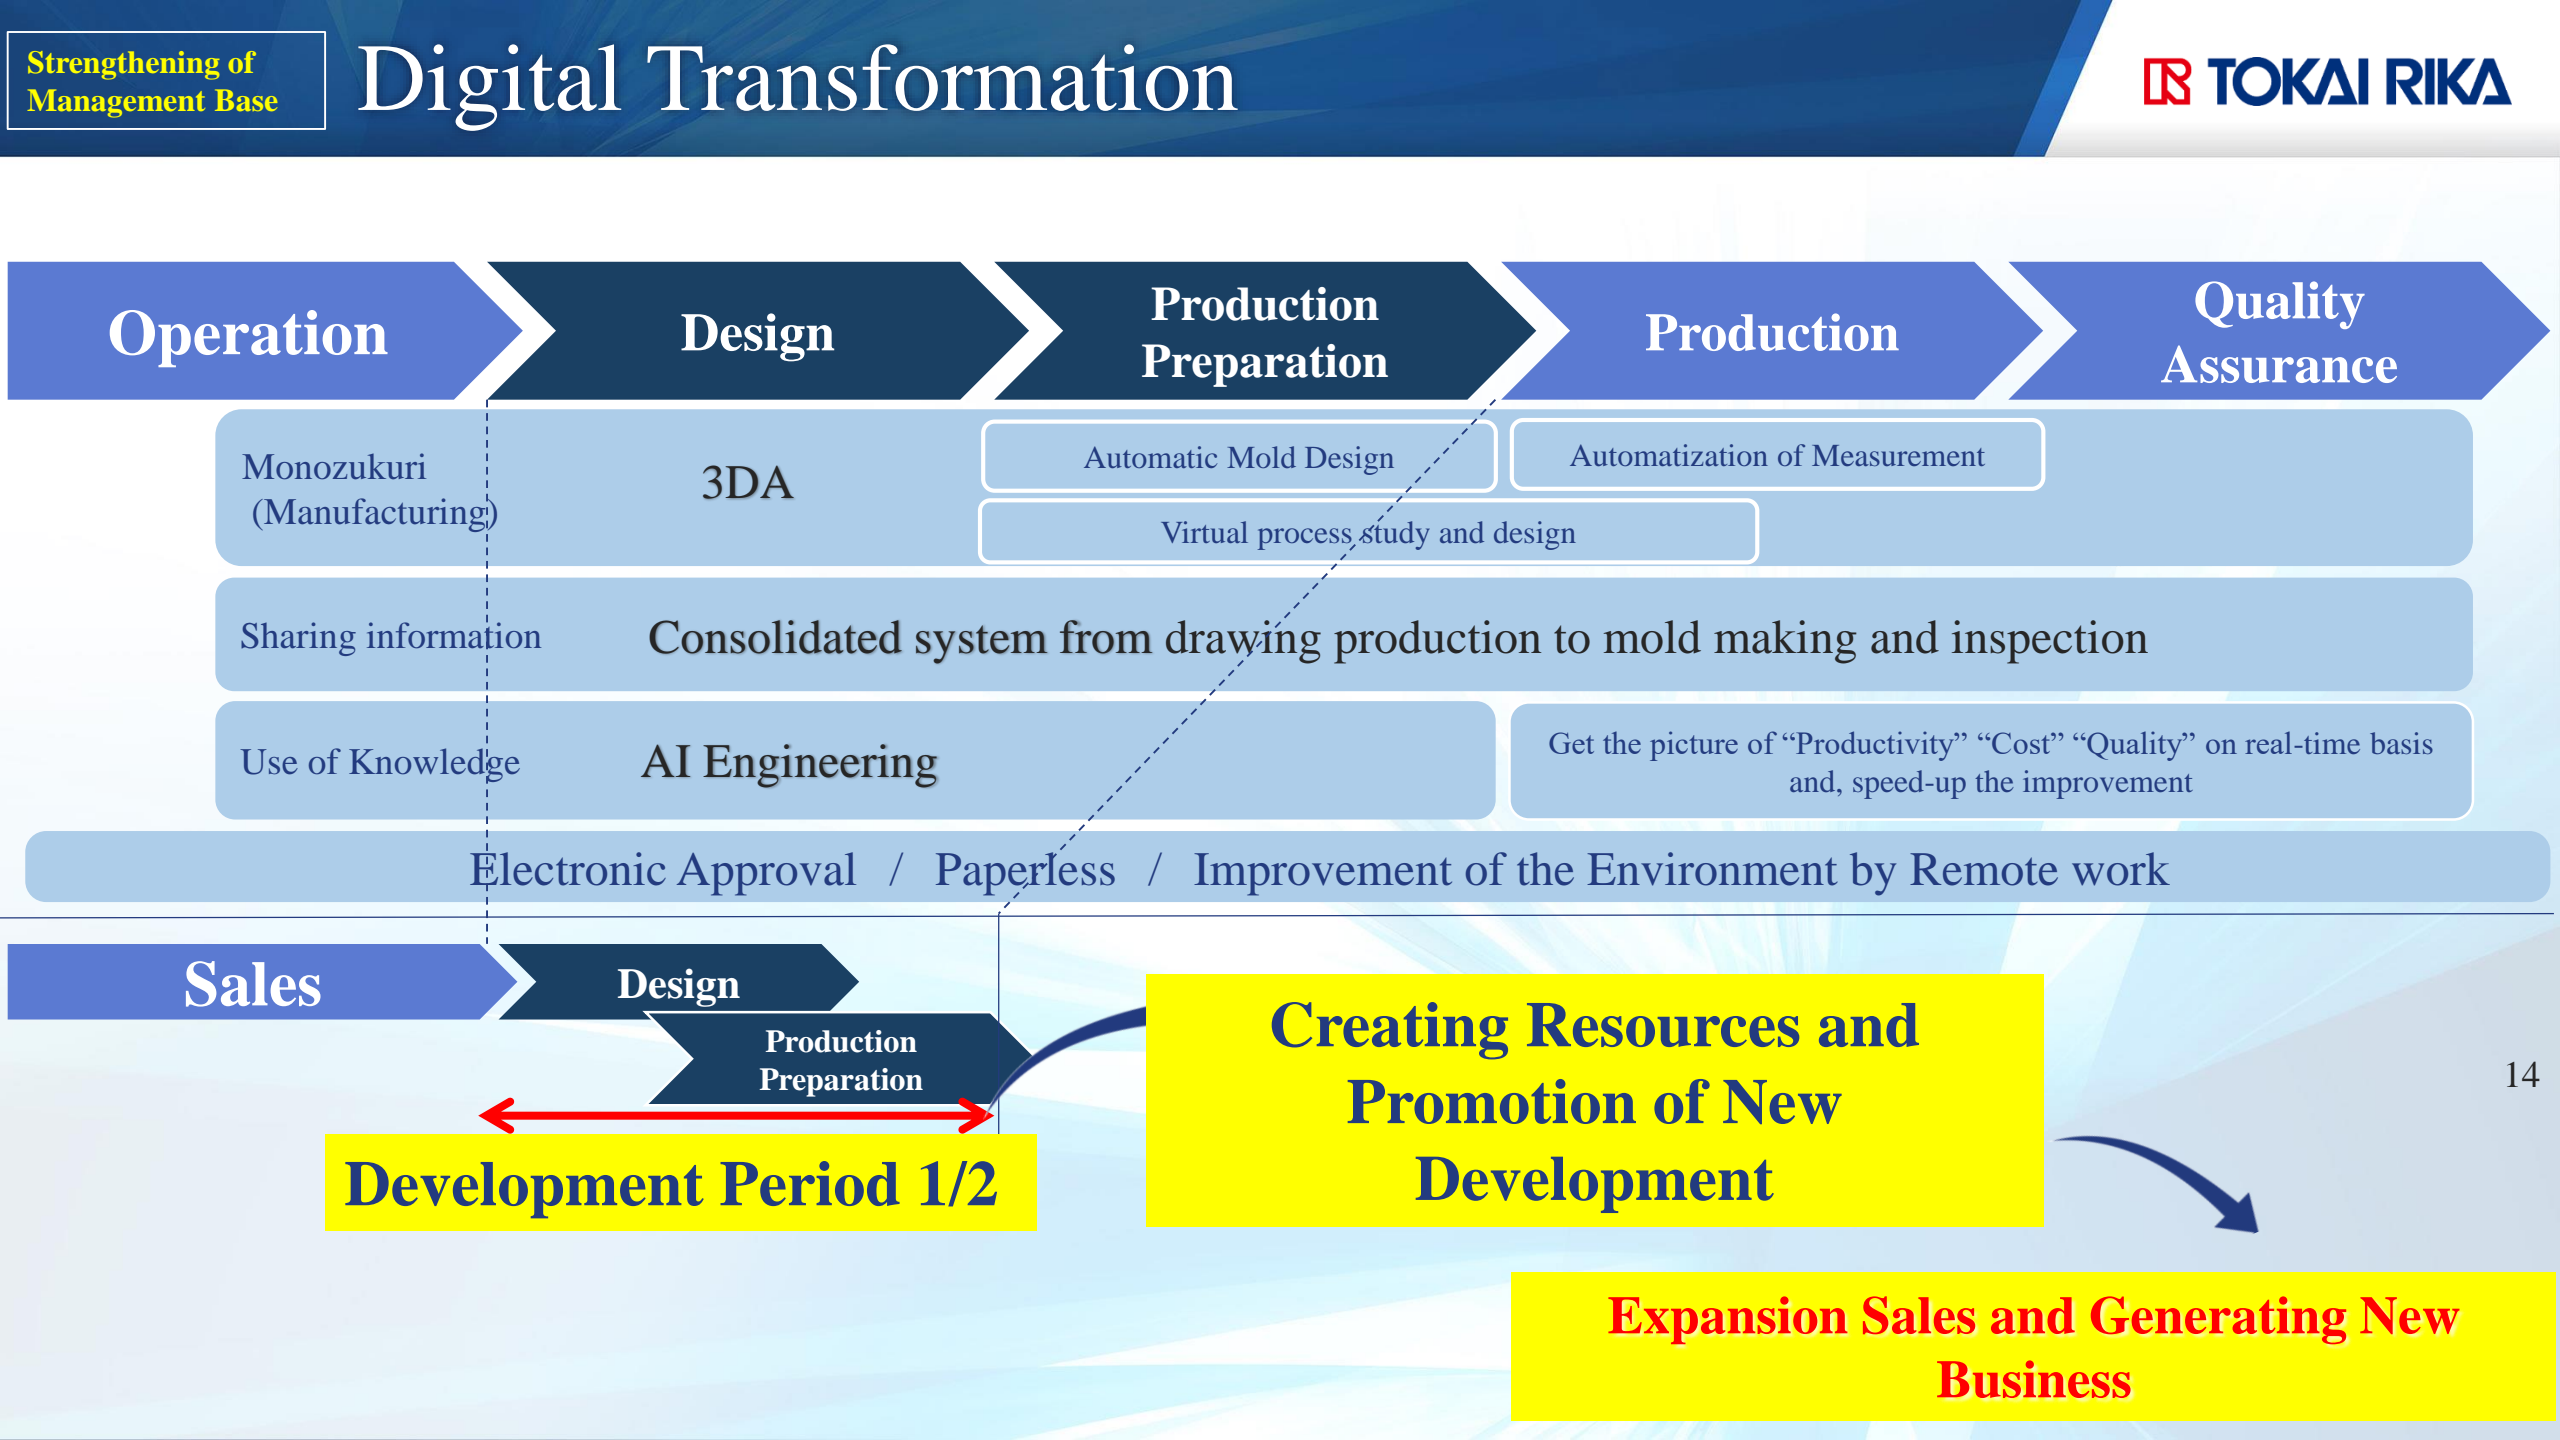 Strengthening of
Management Base
Digital Transformation
TOKAI RIKA
Operation
Design
Production
Preparation
Production
Quality
Assurance
Monozukuri
(Manufacturing)
3DA
Automatic Mold Design
Automatization of Measurement
Virtual process study and design
Sharing information
Consolidated system from drawing production to mold making and inspection
Use of Knowledge
AI Engineering
Get the picture of “Productivity” “Cost” “Quality” on real-time basis
and, speed-up the improvement
Electronic Approval / Paperless / Improvement of the Environment by Remote work
Sales
Design
Production
Preparation
Development Period 1/2
Creating Resources and
Promotion of New
Development
14
Expansion Sales and Generating New
Business